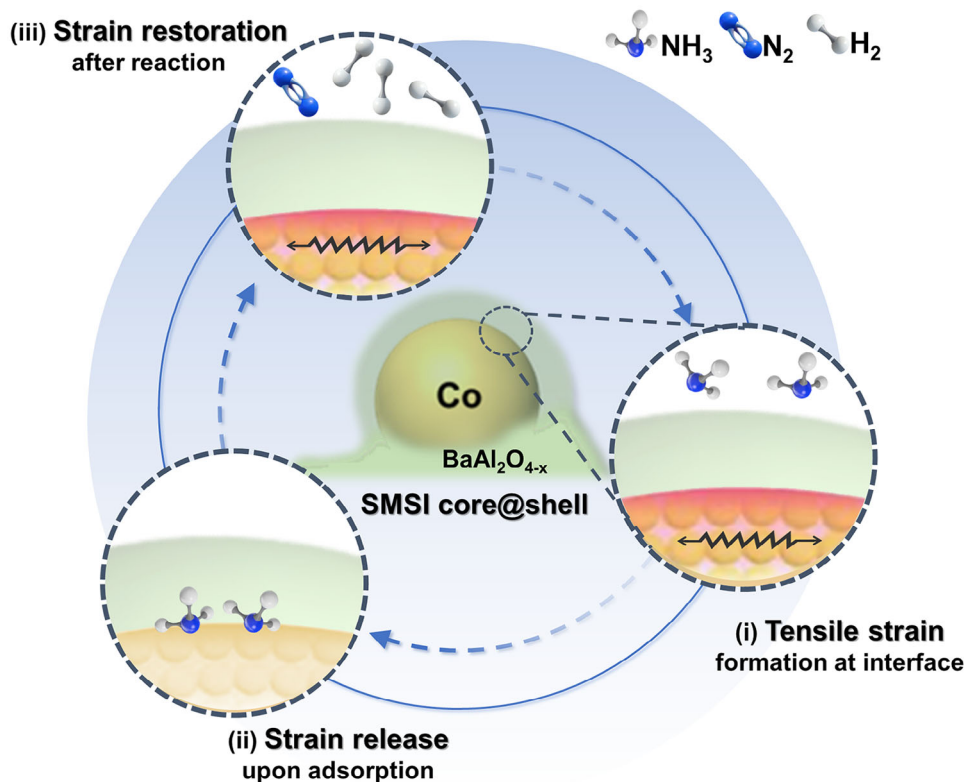 (iii) Strain restoration
after reaction
NH₃ N₂ H₂
Co
BaAl₂O₄₋ₓ
SMSI core@shell
(i) Tensile strain
formation at interface
(ii) Strain release
upon adsorption